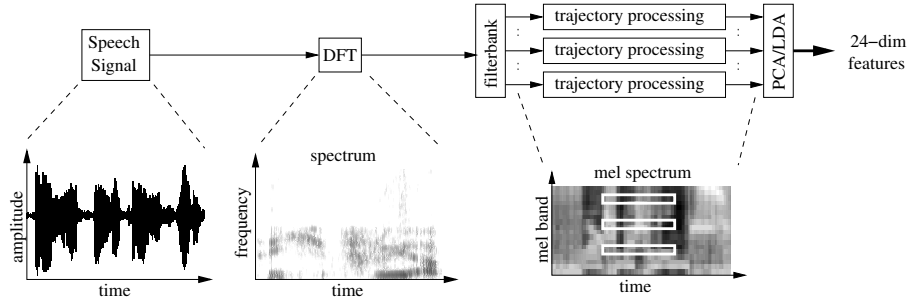 Speech
Signal
DFT
filterbank
trajectory processing
trajectory processing
trajectory processing
PCA/LDA
24−dim
features
amplitude
time
spectrum
frequency
time
mel spectrum
mel band
time